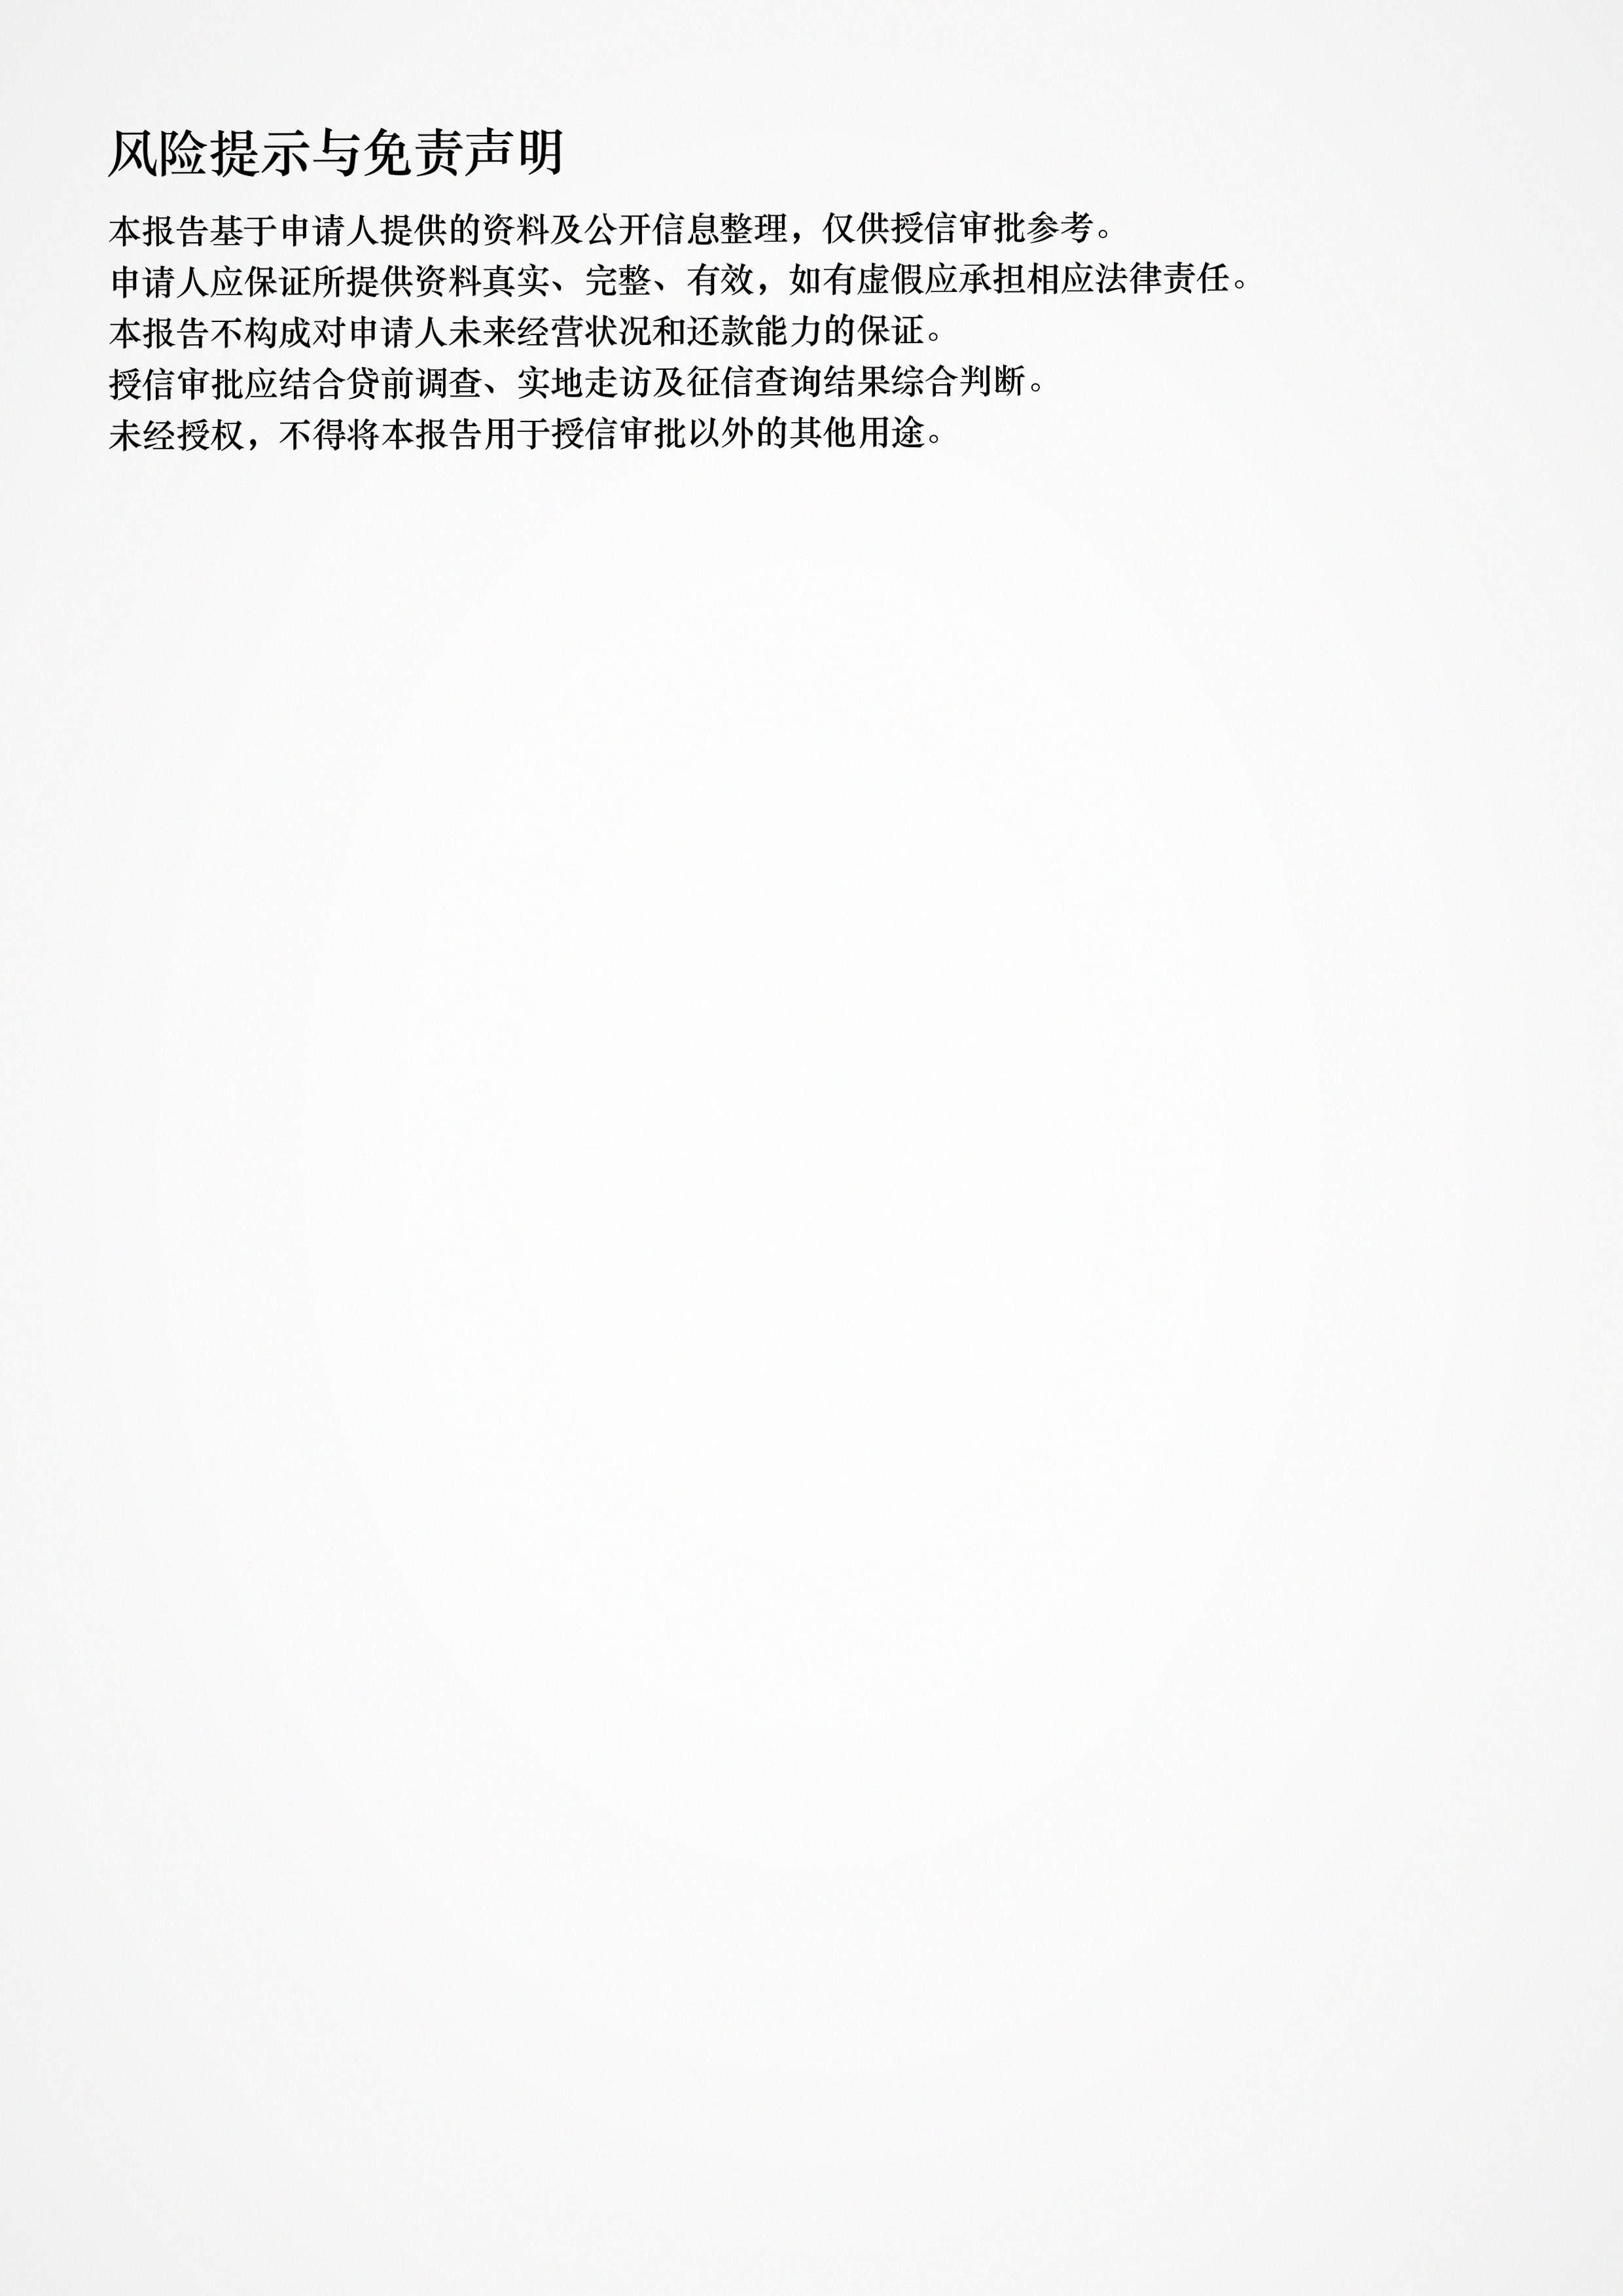 风险提示与免责声明
本报告基于申请人提供的资料及公开信息整理，仅供授信审批参考。
申请人应保证所提供资料真实、完整、有效，如有虚假应承担相应法律责任。
本报告不构成对申请人未来经营状况和还款能力的保证。
授信审批应结合贷前调查、实地走访及征信查询结果综合判断。
未经授权，不得将本报告用于授信审批以外的其他用途。